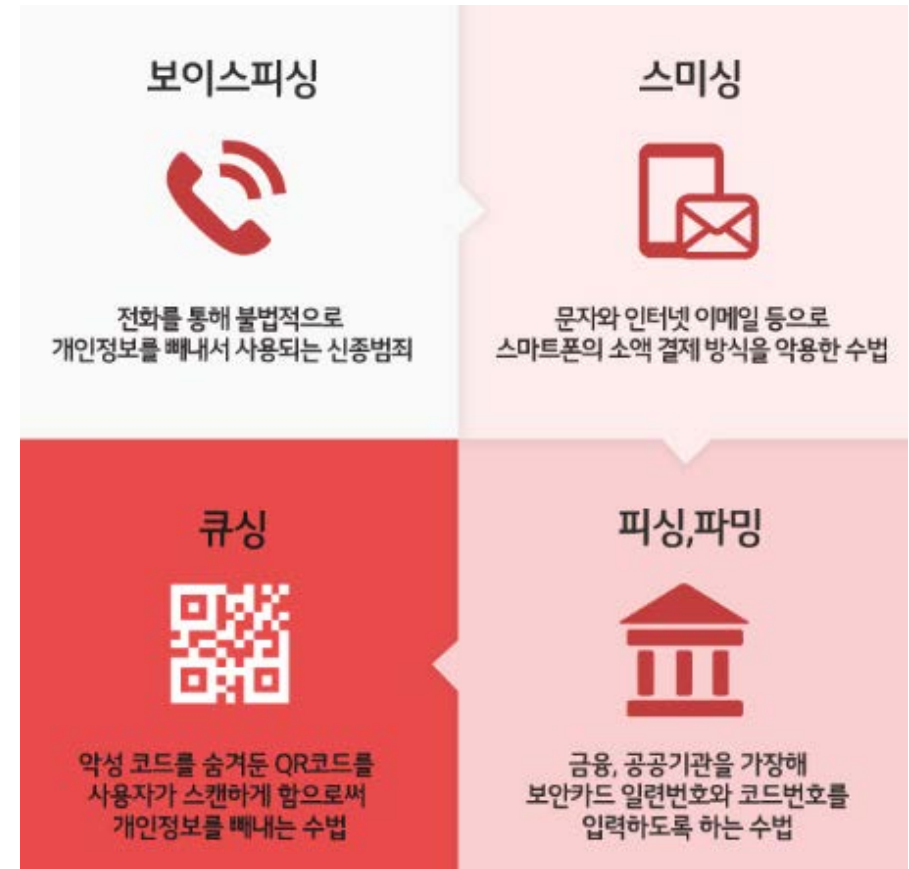 보이스피싱
전화를 통해 불법적으로
개인정보를 빼내서 사용되는 신종범죄
스미싱
문자와 인터넷 이메일 등으로
스마트폰의 소액 결제 방식을 악용한 수법
피싱,파밍
금융, 공공기관을 가장해
보안카드 일련번호와 코드번호를
입력하도록 하는 수법
큐싱
악성 코드를 숨겨둔 QR코드를
사용자가 스캔하게 함으로써
개인정보를 빼내는 수법